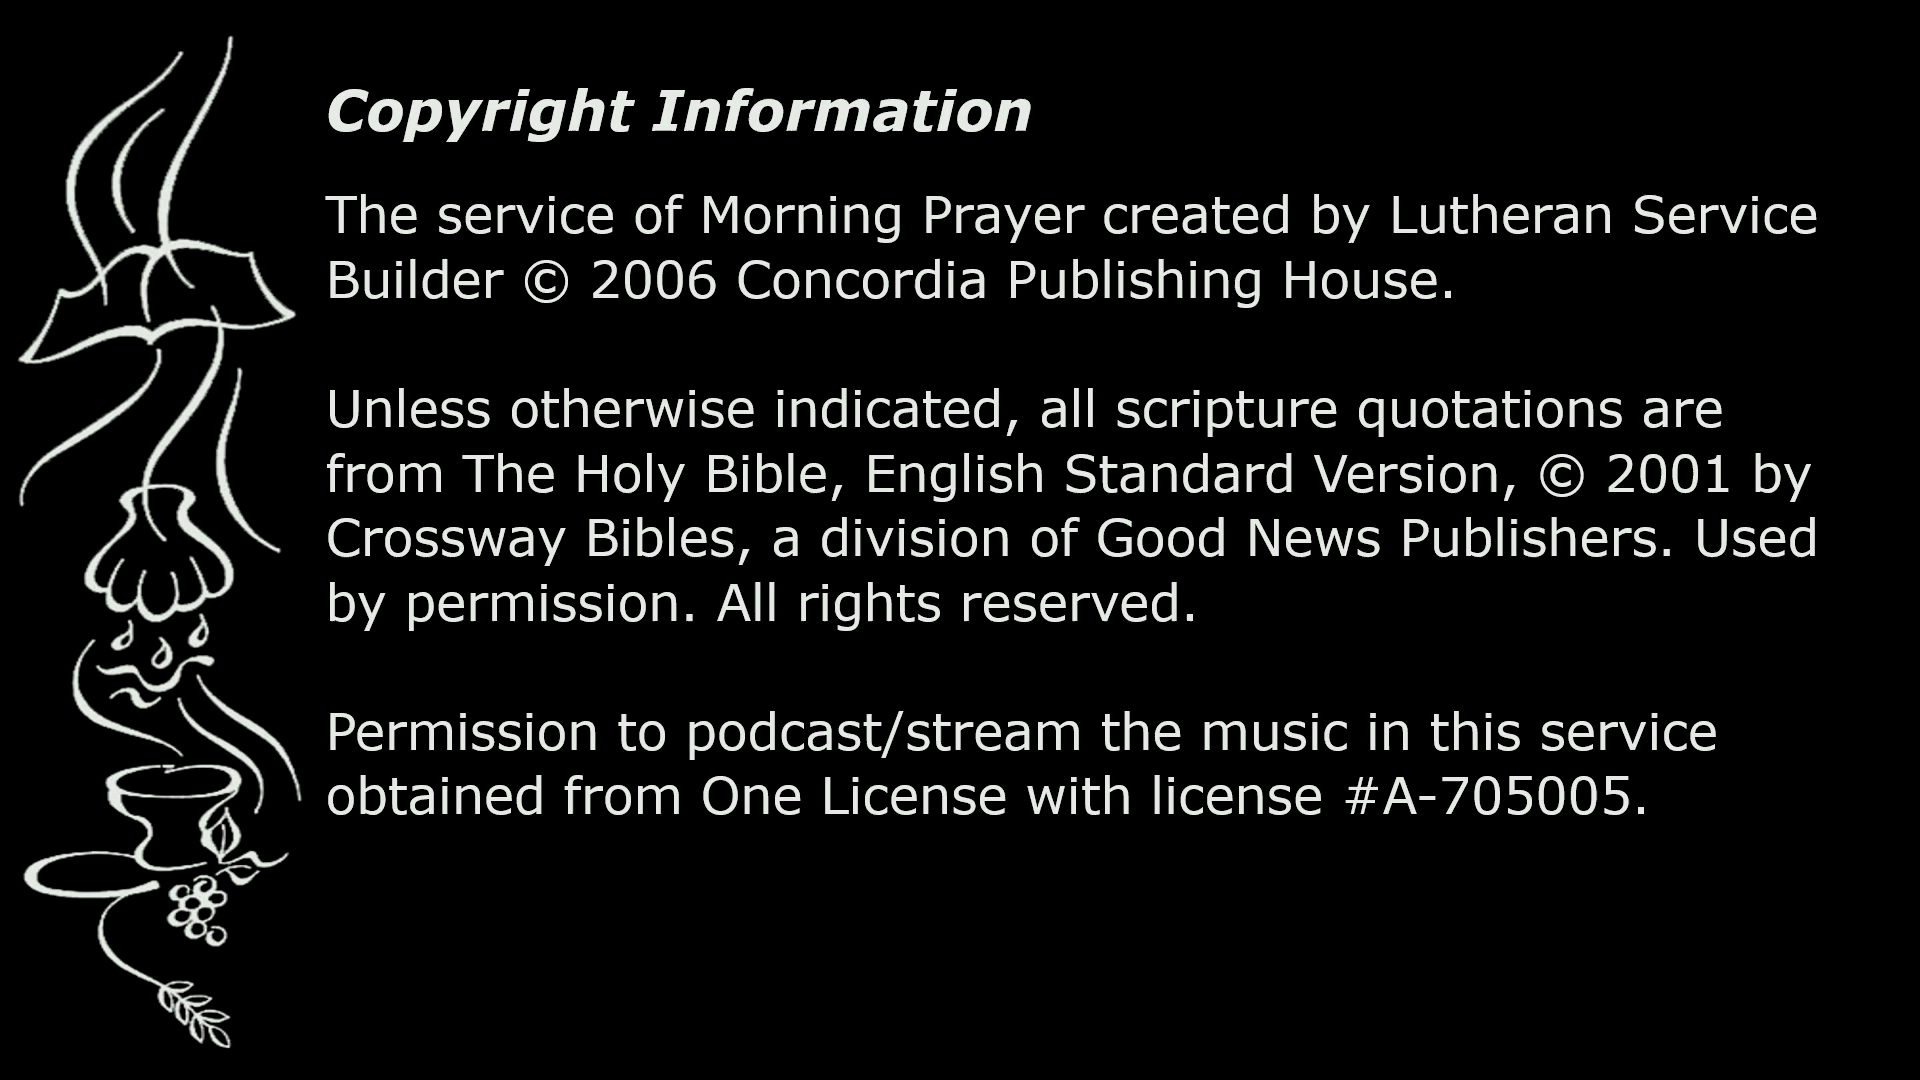 Copyright Information
The service of Morning Prayer created by Lutheran Service
Builder © 2006 Concordia Publishing House.
Unless otherwise indicated, all scripture quotations are
from The Holy Bible, English Standard Version, © 2001 by
Crossway Bibles, a division of Good News Publishers. Used
by permission. All rights reserved.
Permission to podcast/stream the music in this service
obtained from One License with license #A-705005.